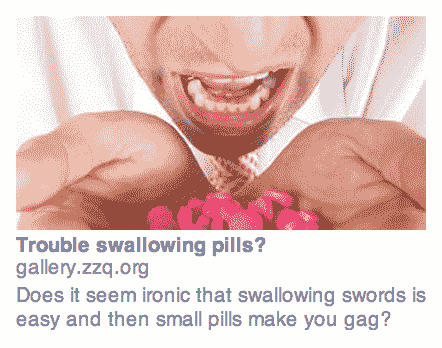 Trouble swallowing pills?
gallery.zzq.org
Does it seem ironic that swallowing swords is
easy and then small pills make you gag?